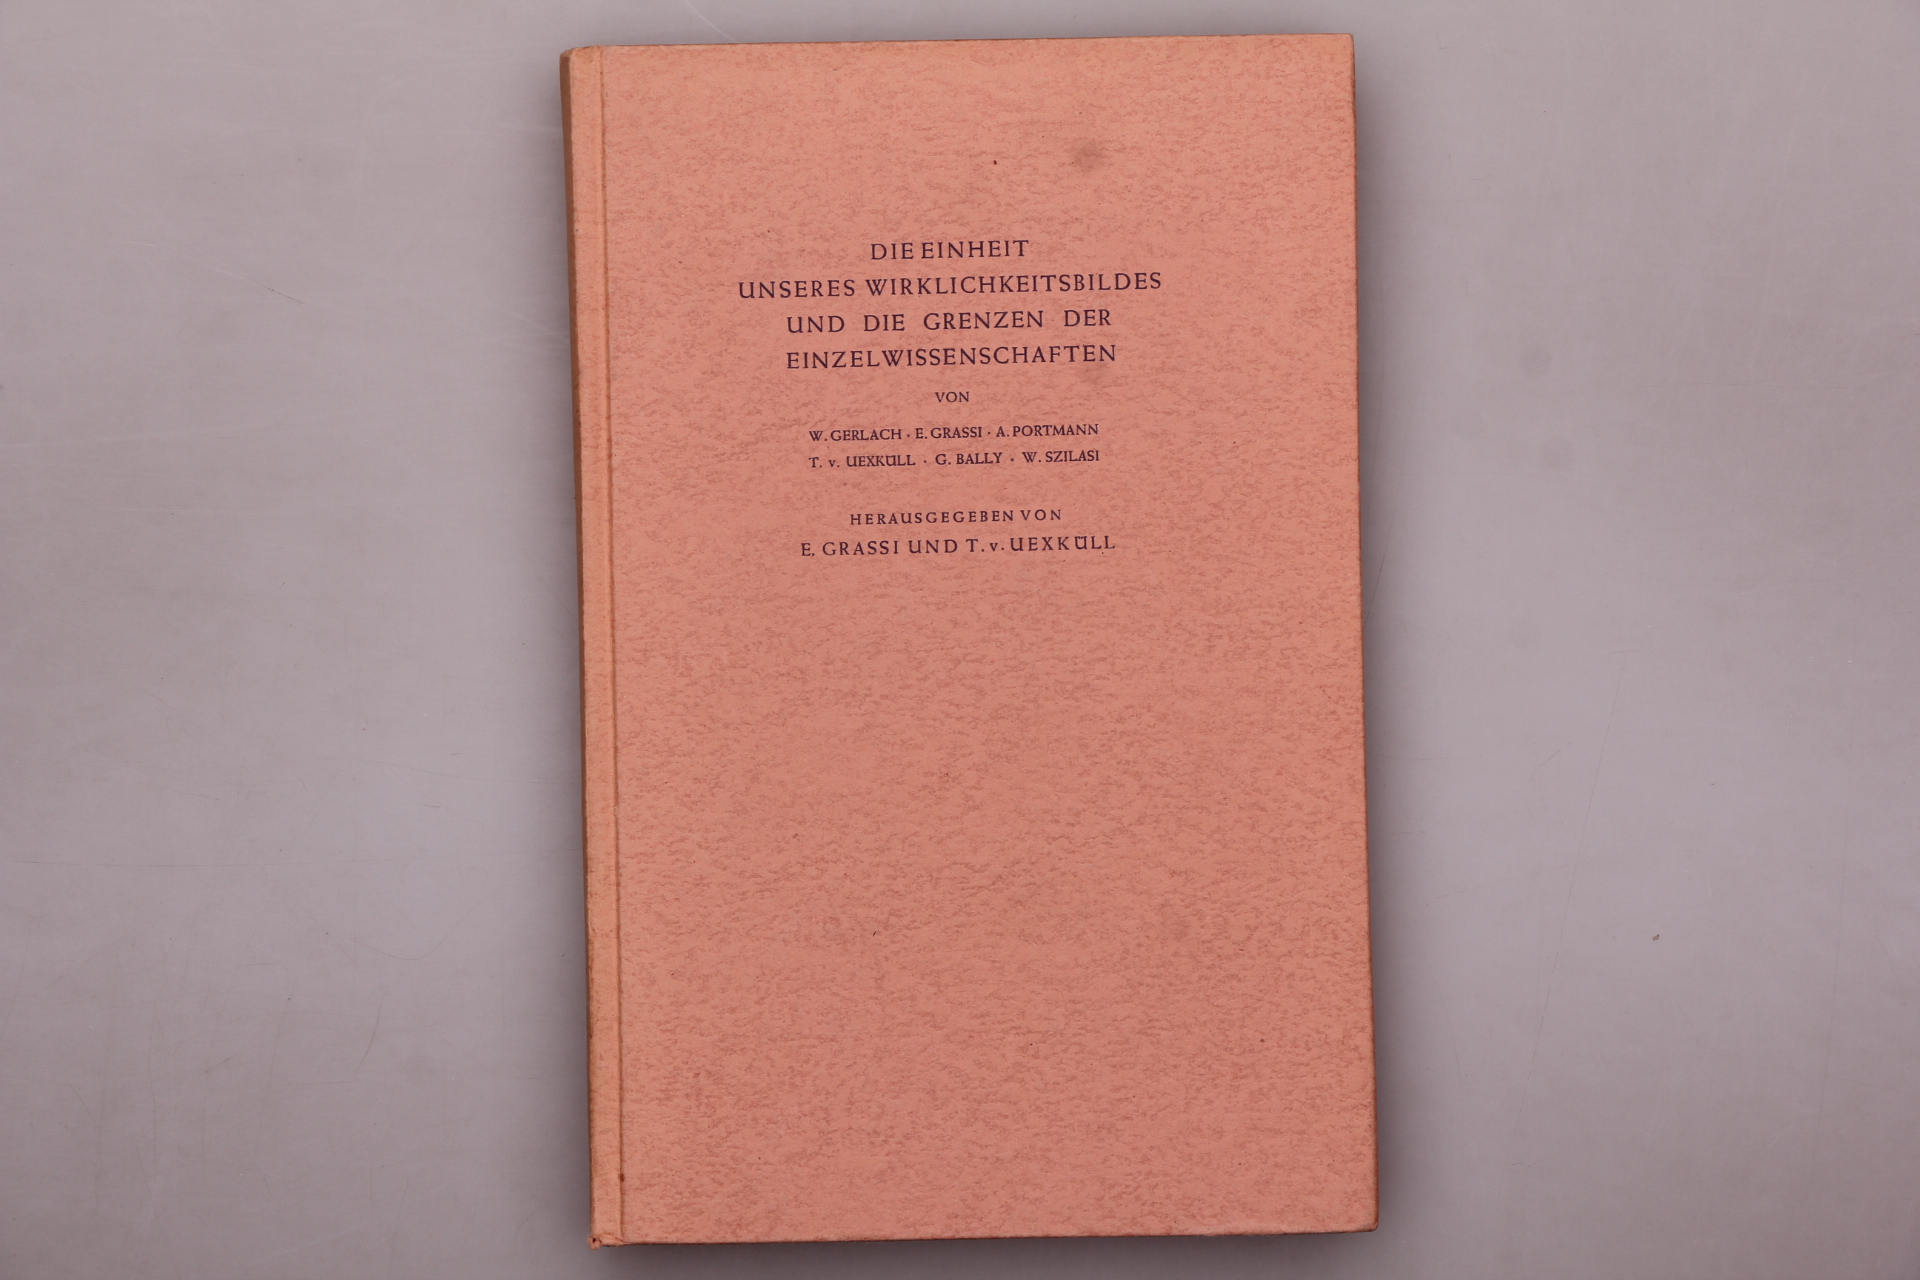 DIE EINHEIT
UNSERES WIRKLICHKEITSBILDES
UND DIE GRENZEN DER
EINZELWISSENSCHAFTEN
VON
W. GERLACH · E. GRASSI · A. PORTMANN
T. v. UEXKÜLL · G. BALLY · W. SZILASI
HERAUSGEGEBEN VON
E. GRASSI UND T. v. UEXKÜLL